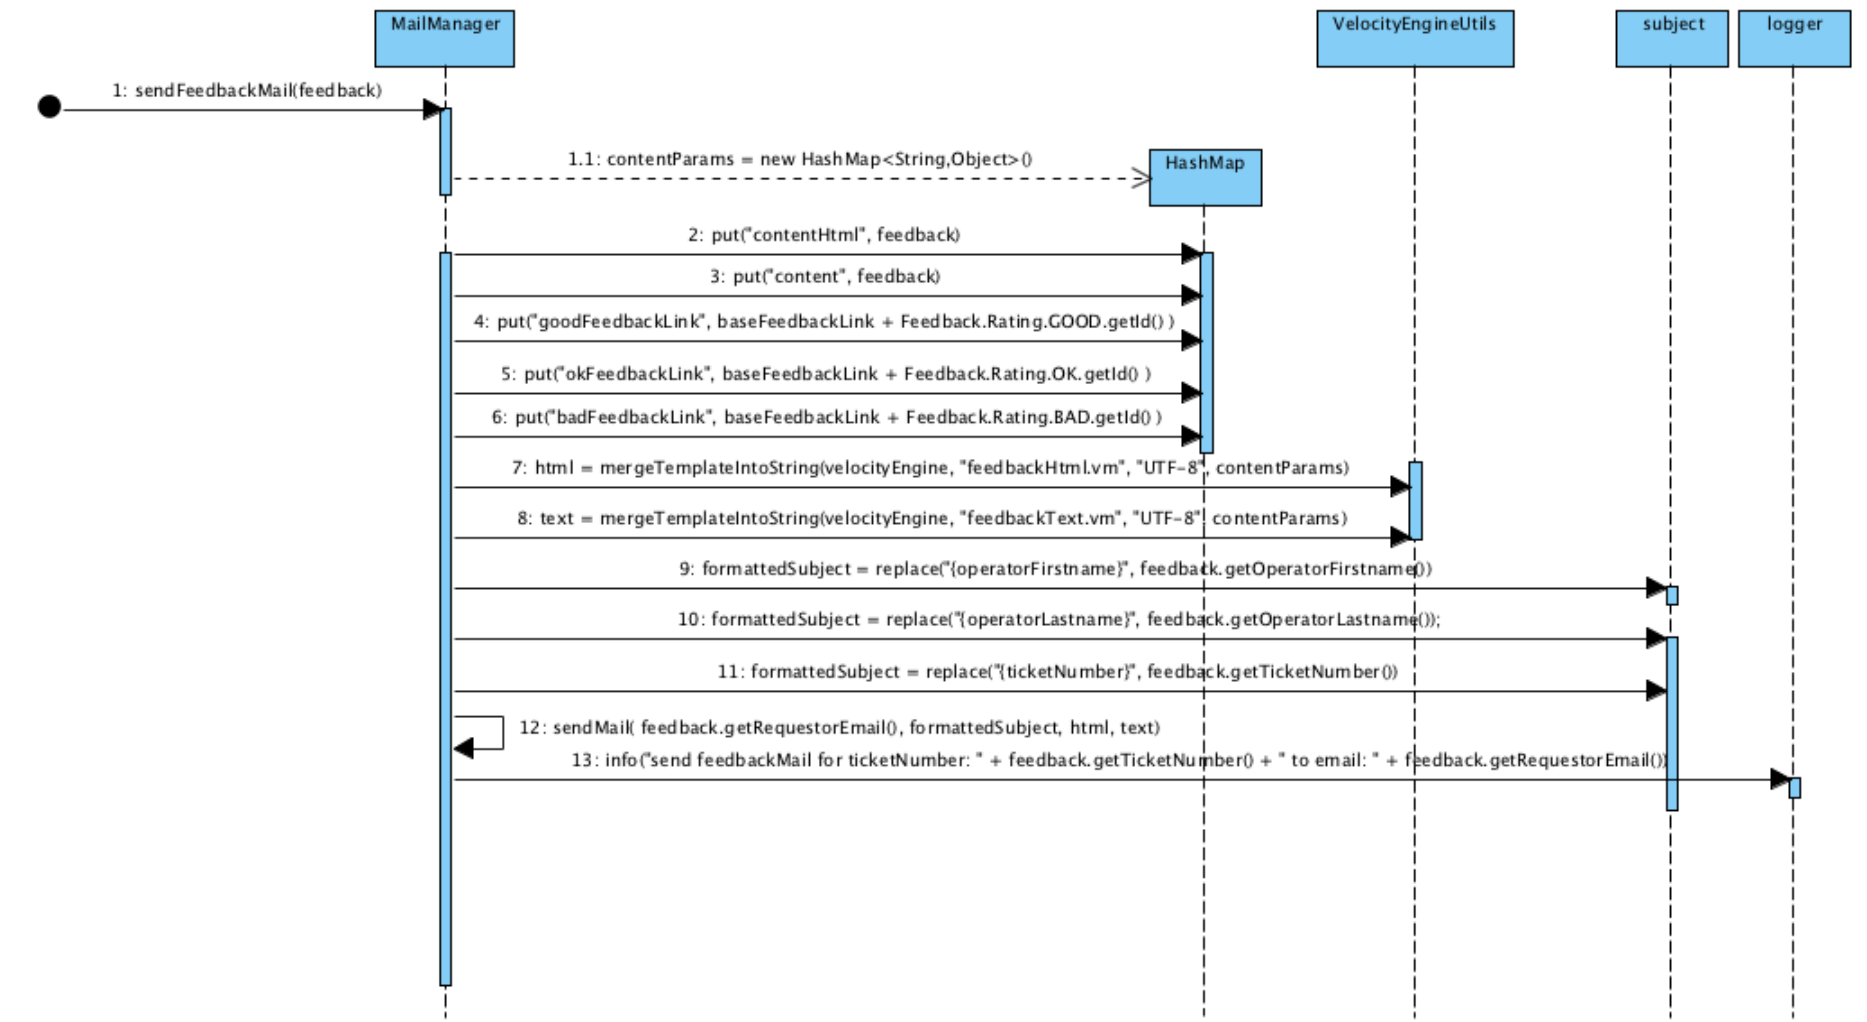 MailManager
VelocityEngineUtils
subject
logger
1: sendFeedbackMail(feedback)
1.1: contentParams = new HashMap<String,Object>()
HashMap
2: put("contentHtml", feedback)
3: put("content", feedback)
4: put("goodFeedbackLink", baseFeedbackLink + Feedback.Rating.GOOD.getId() )
5: put("okFeedbackLink", baseFeedbackLink + Feedback.Rating.OK.getId() )
6: put("badFeedbackLink", baseFeedbackLink + Feedback.Rating.BAD.getId() )
7: html = mergeTemplateIntoString(velocityEngine, "feedbackHtml.vm", "UTF-8", contentParams)
8: text = mergeTemplateIntoString(velocityEngine, "feedbackText.vm", "UTF-8", contentParams)
9: formattedSubject = replace("{operatorFirstname}", feedback.getOperatorFirstname())
10: formattedSubject = replace("{operatorLastname}", feedback.getOperatorLastname());
11: formattedSubject = replace("{ticketNumber}", feedback.getTicketNumber())
12: sendMail( feedback.getRequestorEmail(), formattedSubject, html, text)
13: info("send feedbackMail for ticketNumber: " + feedback.getTicketNumber() + " to email: " + feedback.getRequestorEmail())